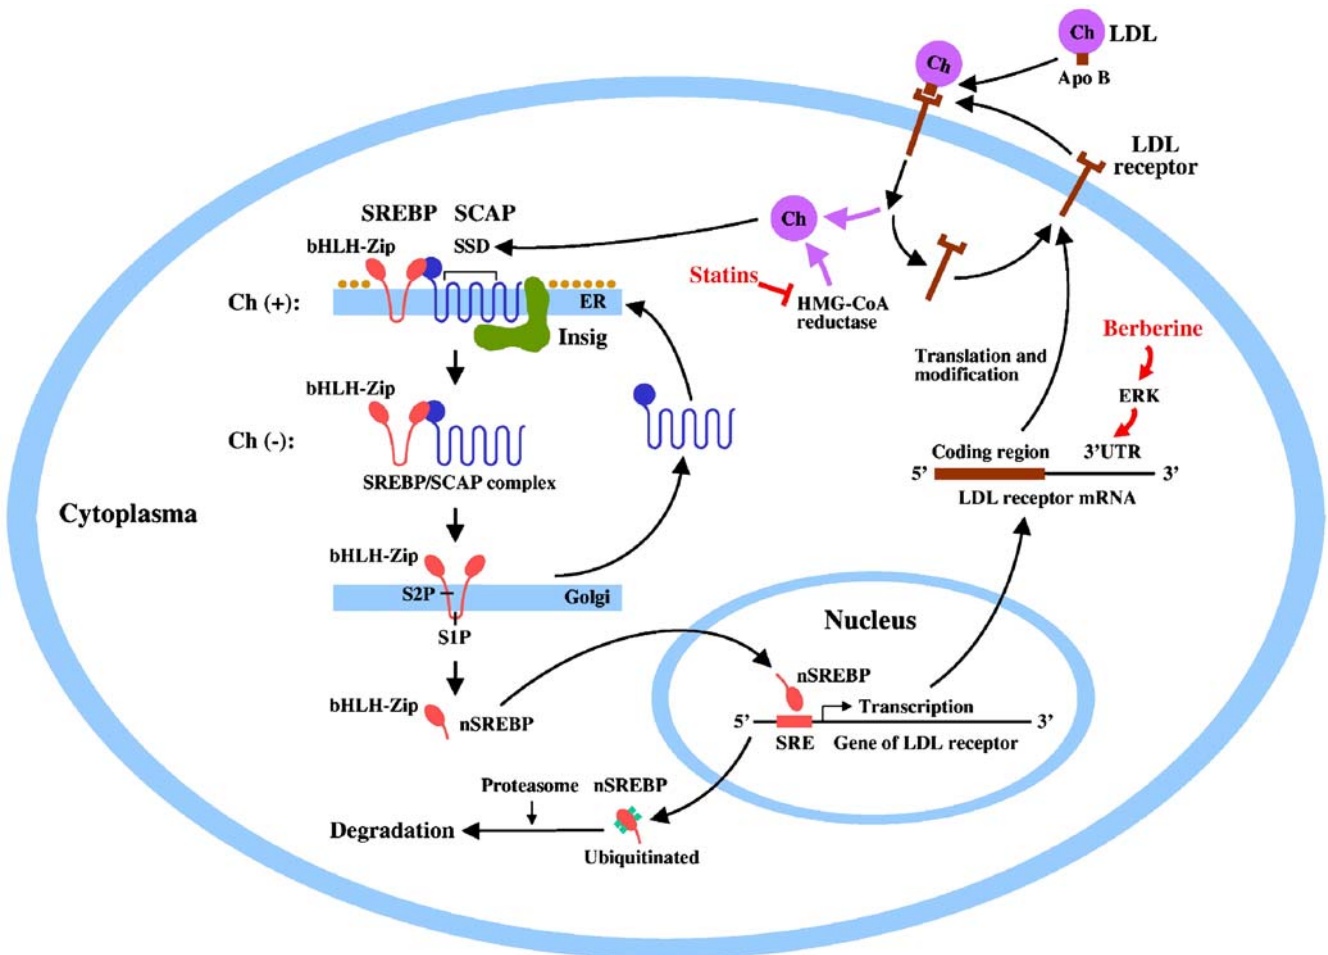 Ch LDL
Apo B
Ch
LDL
receptor
SREBP SCAP
bHLH-Zip SSD
Ch
Ch (+):
ER
Insig
Statins
HMG-CoA
reductase
Berberine
Translation and
modification
ERK
bHLH-Zip
Ch (-):
SREBP/SCAP complex
Coding region 3'UTR
5' 3'
LDL receptor mRNA
Cytoplasma
bHLH-Zip
S2P Golgi
S1P
Nucleus
bHLH-Zip nSREBP
nSREBP
Transcription
5' 3'
SRE Gene of LDL receptor
Proteasome nSREBP
Degradation
Ubiquitinated